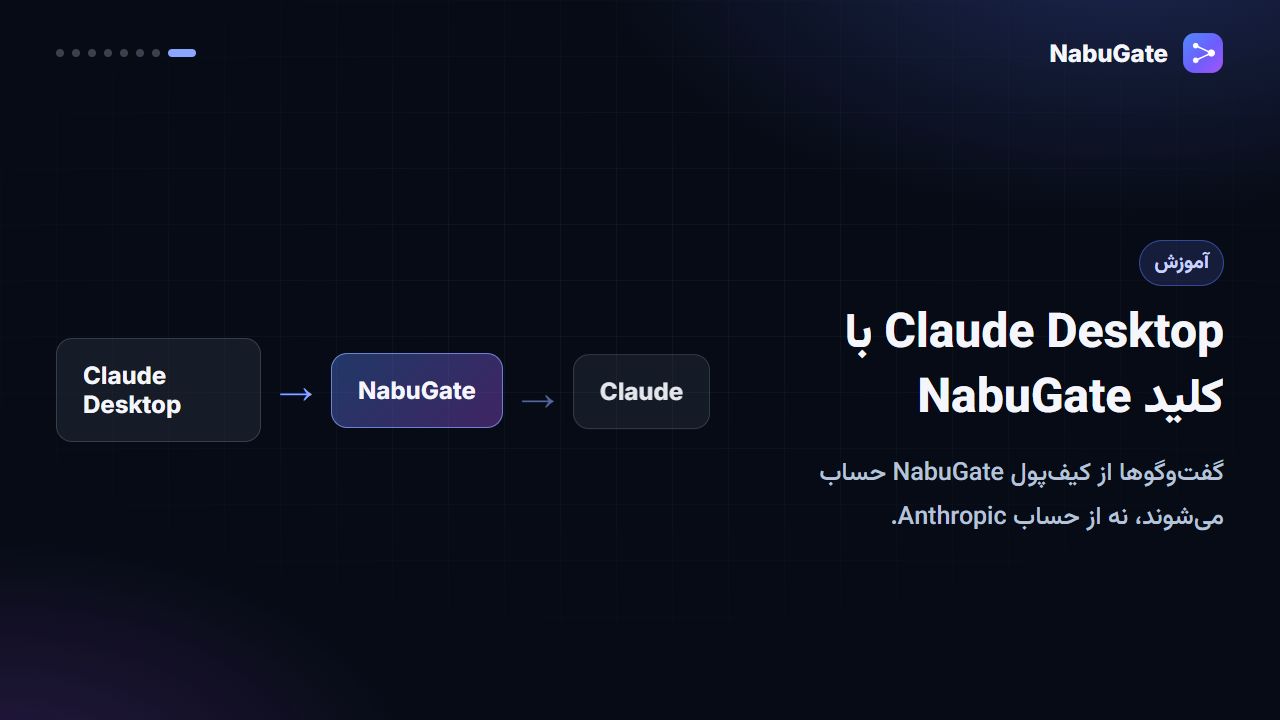 NabuGate
آموزش
Claude Desktop با
کلید NabuGate
گفت‌وگوها از کیف‌پول NabuGate حساب
می‌شوند، نه از حساب Anthropic.
Claude
Desktop
→
NabuGate
→
Claude